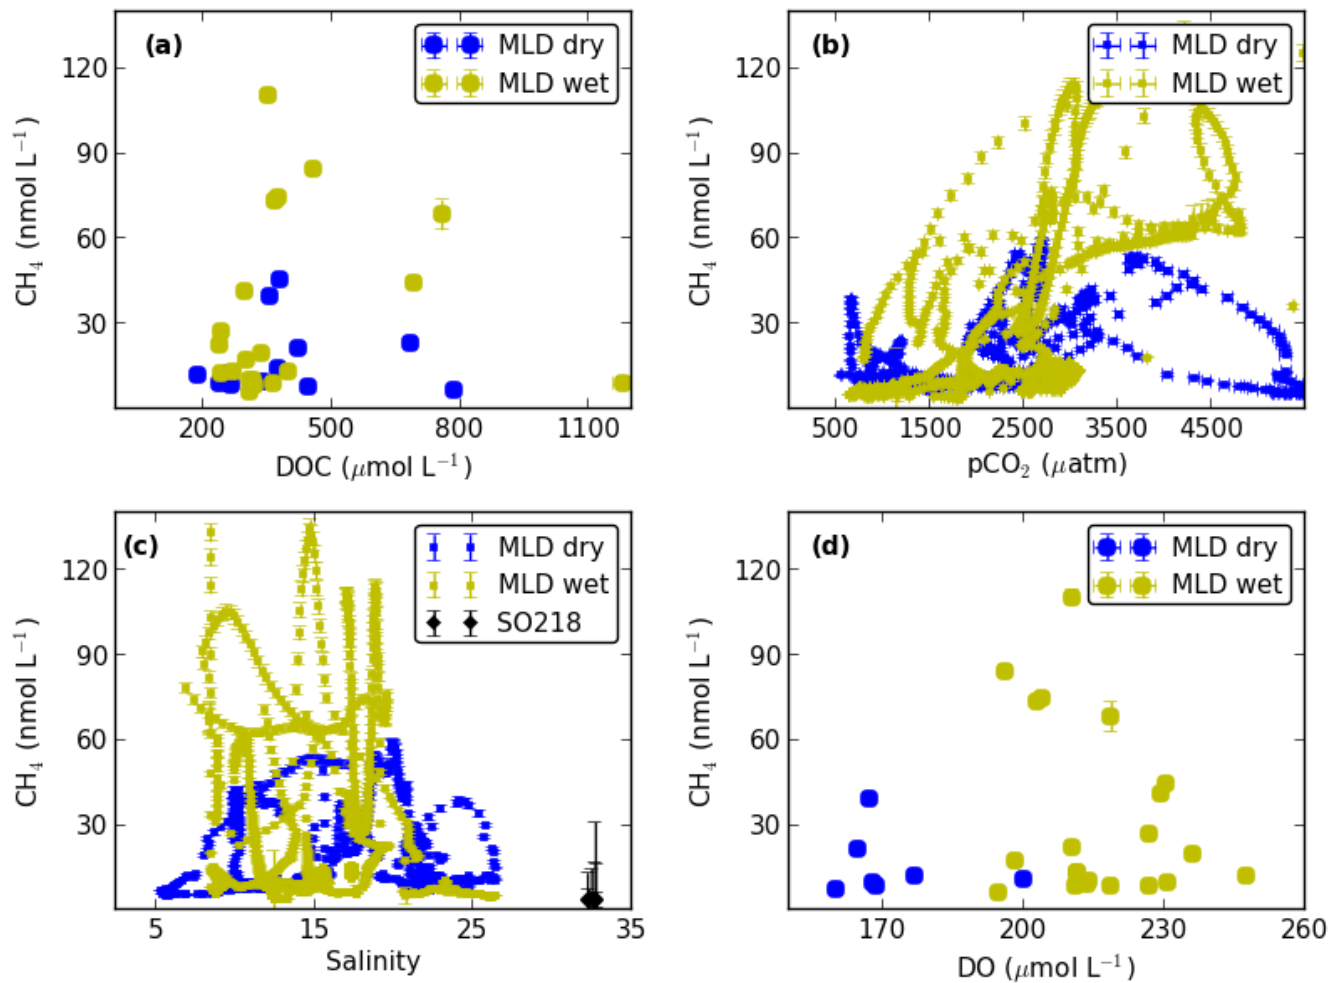 (a)
MLD dry
MLD wet
120
90
60
30
CH₄ (nmol L⁻¹)
200 500 800 1100
DOC (μmol L⁻¹)
(b)
MLD dry
MLD wet
120
90
60
30
CH₄ (nmol L⁻¹)
500 1500 2500 3500 4500
pCO₂ (μatm)
(c)
MLD dry
MLD wet
SO218
120
90
60
30
CH₄ (nmol L⁻¹)
5 15 25 35
Salinity
(d)
MLD dry
MLD wet
120
90
60
30
CH₄ (nmol L⁻¹)
170 200 230 260
DO (μmol L⁻¹)